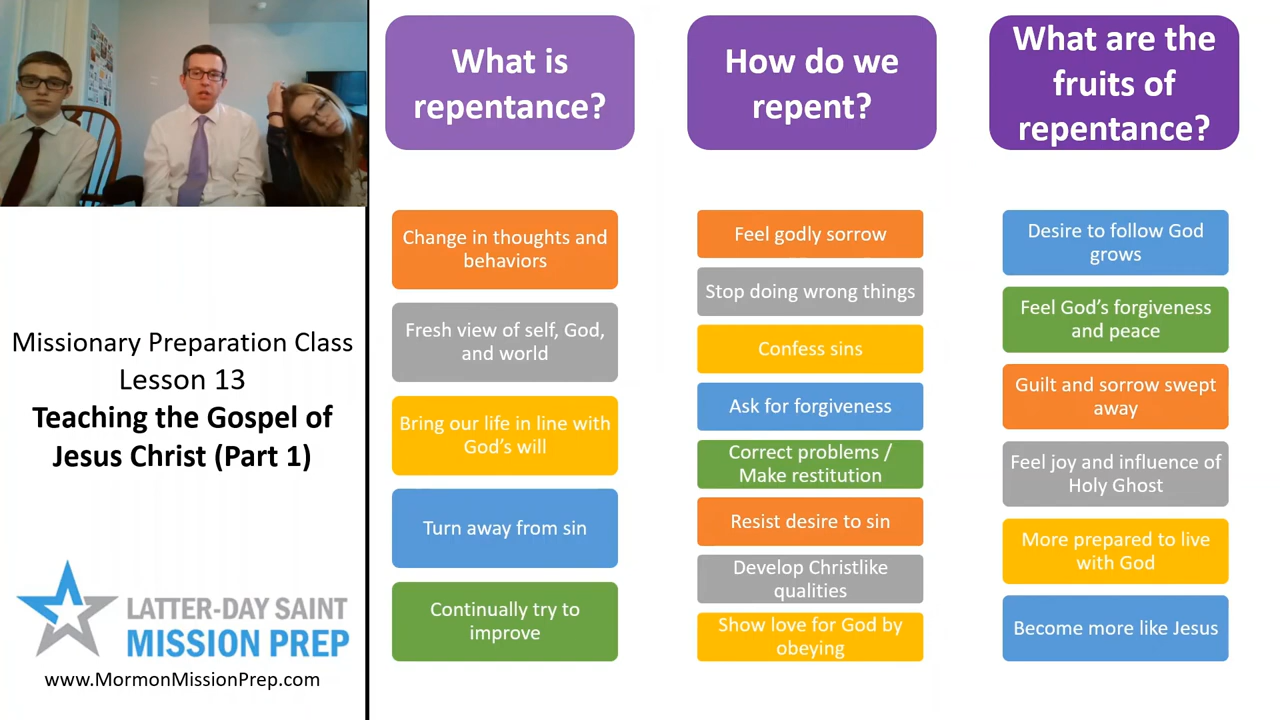 What is
repentance?
How do we
repent?
What are the
fruits of
repentance?
Change in thoughts and
behaviors
Fresh view of self, God,
and world
Bring our life in line with
God's will
Turn away from sin
Continually try to
improve
Feel godly sorrow
Stop doing wrong things
Confess sins
Ask for forgiveness
Correct problems /
Make restitution
Resist desire to sin
Develop Christlike
qualities
Show love for God by
obeying
Desire to follow God
grows
Feel God's forgiveness
and peace
Guilt and sorrow swept
away
Feel joy and influence of
Holy Ghost
More prepared to live
with God
Become more like Jesus
Missionary Preparation Class
Lesson 13
Teaching the Gospel of
Jesus Christ (Part 1)
LATTER-DAY SAINT
MISSION PREP
www.MormonMissionPrep.com